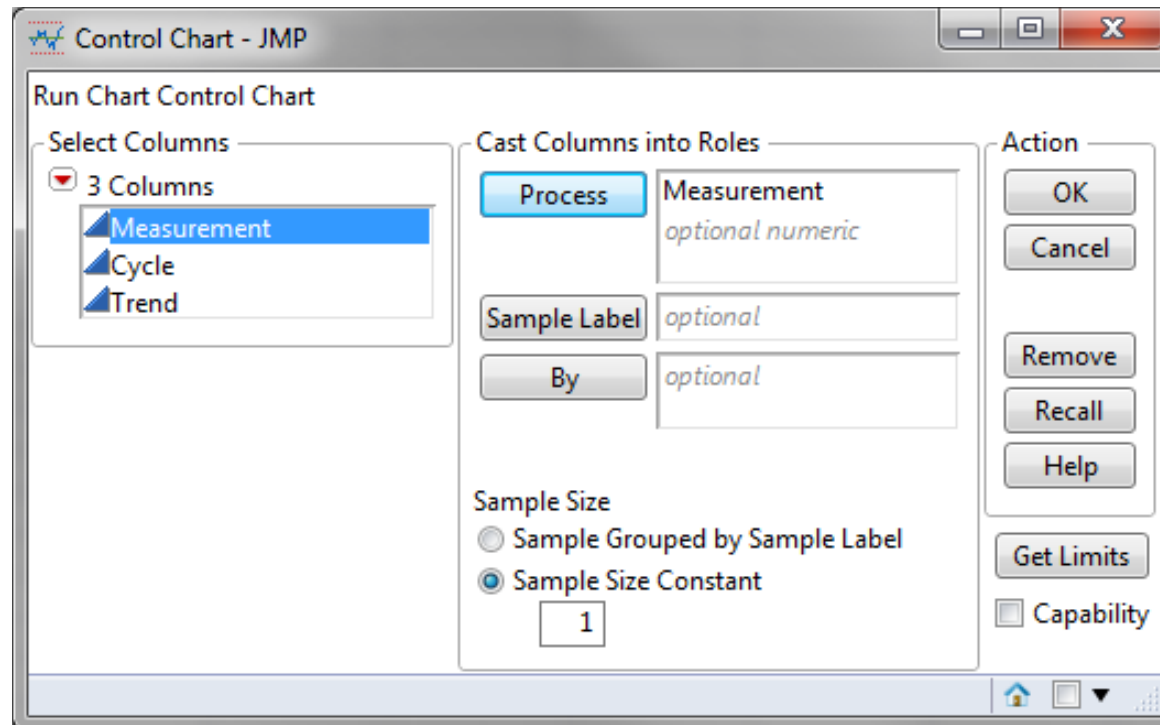 Control Chart - JMP
Run Chart Control Chart
Select Columns
3 Columns
Measurement
Cycle
Trend
Cast Columns into Roles
Process
Measurement
optional numeric
Sample Label
optional
By
optional
Sample Size
Sample Grouped by Sample Label
Sample Size Constant
1
Action
OK
Cancel
Remove
Recall
Help
Get Limits
Capability